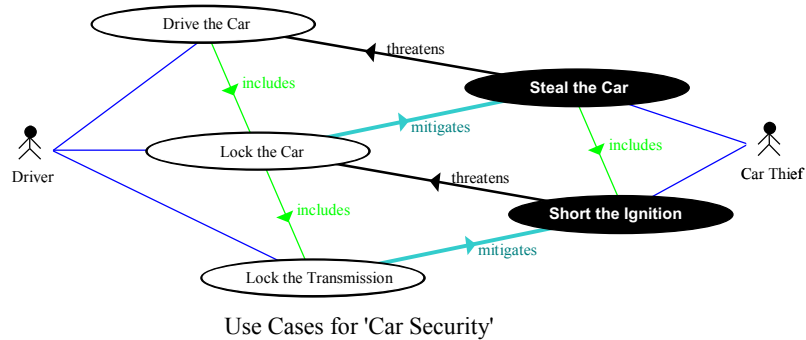 Drive the Car
threatens
Steal the Car
includes
mitigates
includes
Driver
Lock the Car
Car Thief
threatens
includes
Short the Ignition
mitigates
Lock the Transmission
Use Cases for 'Car Security'